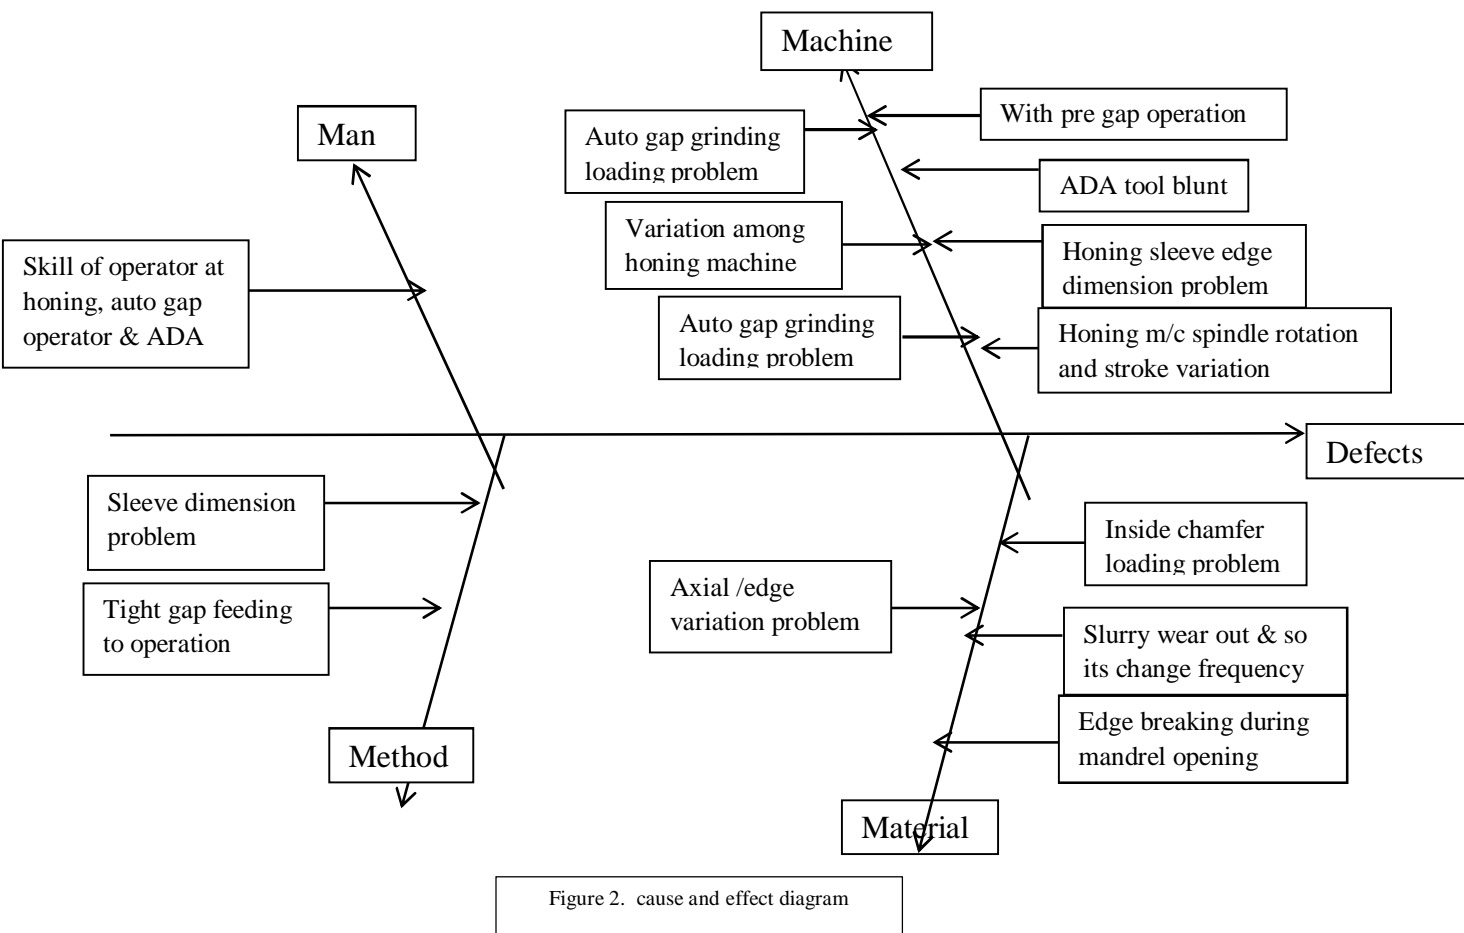 Machine
With pre gap operation
Man
Auto gap grinding
loading problem
ADA tool blunt
Variation among
honing machine
Honing sleeve edge
dimension problem
Skill of operator at
honing, auto gap
operator & ADA
Auto gap grinding
loading problem
Honing m/c spindle rotation
and stroke variation
Defects
Sleeve dimension
problem
Inside chamfer
loading problem
Axial /edge
variation problem
Tight gap feeding
to operation
Slurry wear out & so
its change frequency
Edge breaking during
mandrel opening
Method
Material
Figure 2. cause and effect diagram